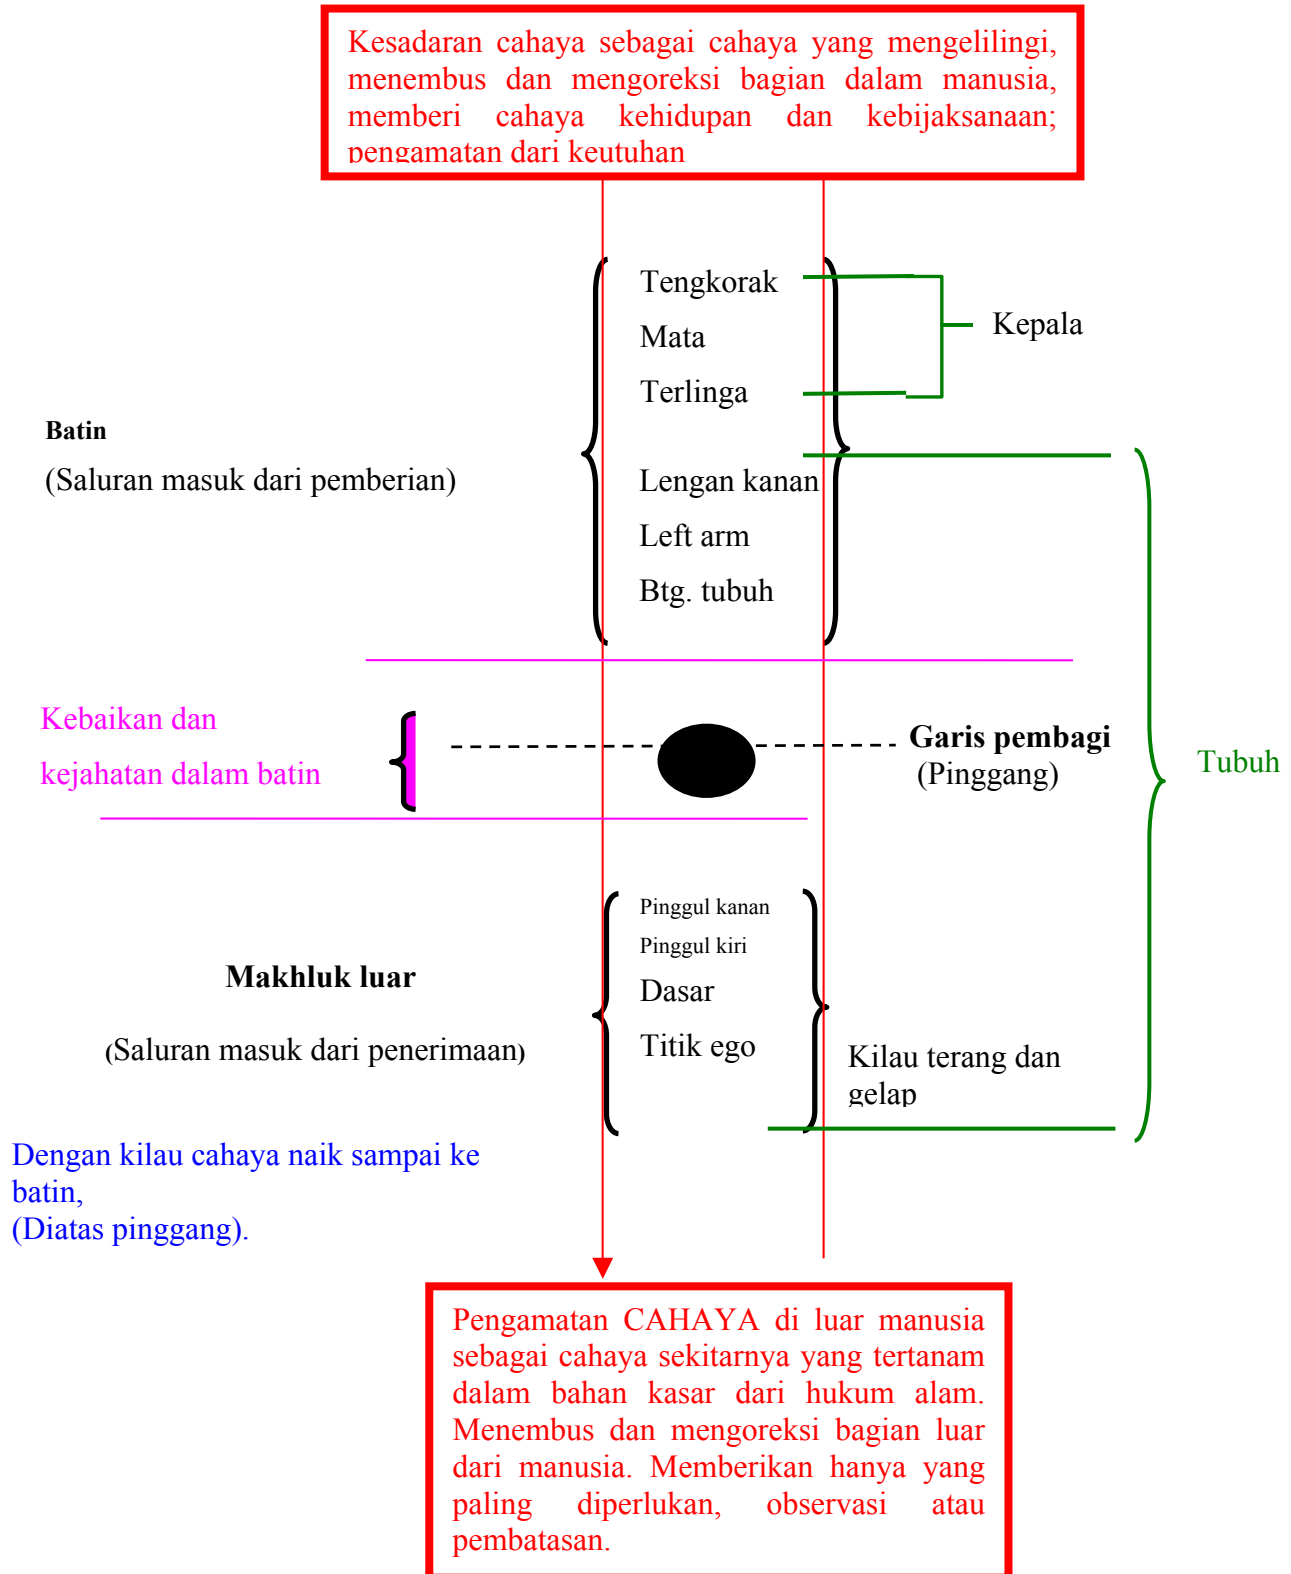 Kesadaran cahaya sebagai cahaya yang mengelilingi,
menembus dan mengoreksi bagian dalam manusia,
memberi cahaya kehidupan dan kebijaksanaan;
pengamatan dari keutuhan
Tengkorak
Mata
Terlinga
Kepala
Batin
(Saluran masuk dari pemberian)
Lengan kanan
Left arm
Btg. tubuh
Kebaikan dan
kejahatan dalam batin
Garis pembagi
(Pinggang)
Tubuh
Pinggul kanan
Pinggul kiri
Dasar
Titik ego
Makhluk luar
(Saluran masuk dari penerimaan)
Kilau terang dan
gelap
Dengan kilau cahaya naik sampai ke
batin,
(Diatas pinggang).
Pengamatan CAHAYA di luar manusia
sebagai cahaya sekitarnya yang tertanam
dalam bahan kasar dari hukum alam.
Menembus dan mengoreksi bagian luar
dari manusia. Memberikan hanya yang
paling diperlukan, observasi atau
pembatasan.